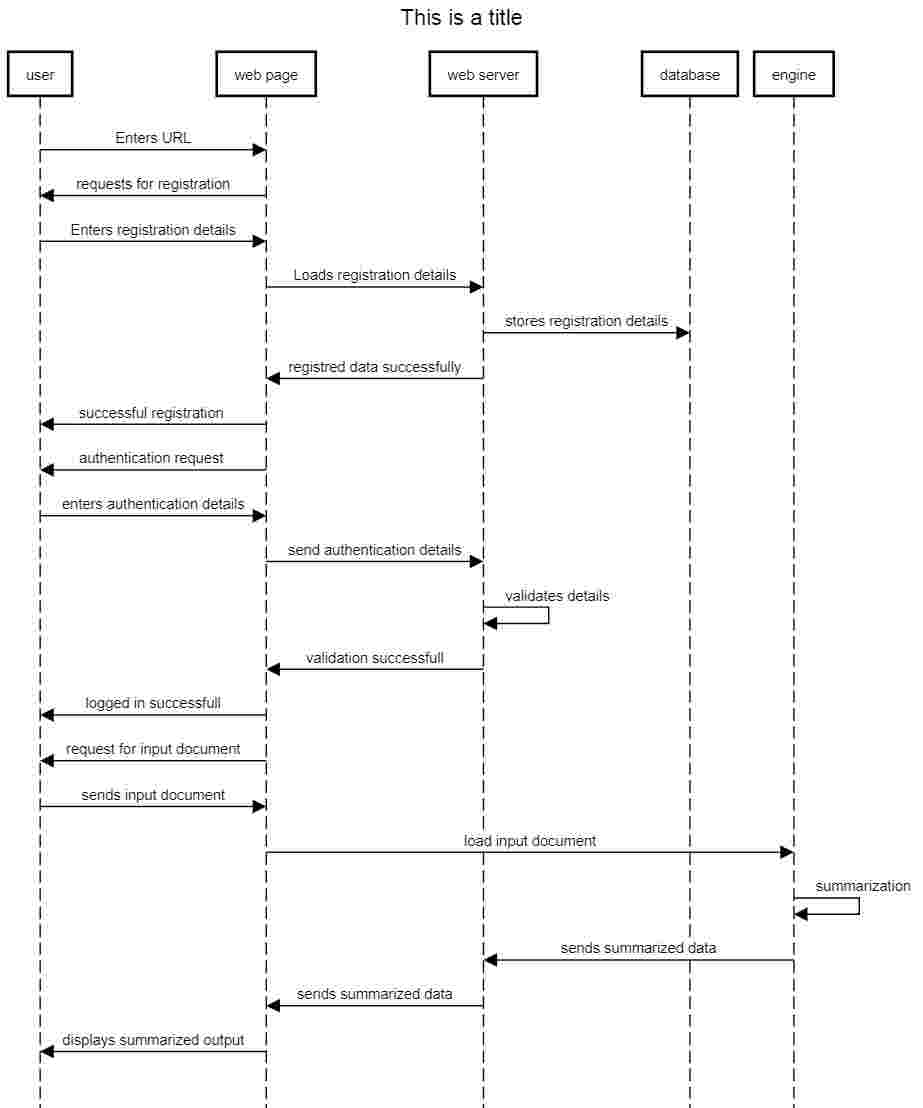 This is a title
user
web page
web server
database
engine
Enters URL
requests for registration
Enters registration details
Loads registration details
stores registration details
registred data successfully
successful registration
authentication request
enters authentication details
send authentication details
validates details
validation successfull
logged in successfull
request for input document
sends input document
load input document
summarization
sends summarized data
sends summarized data
displays summarized output